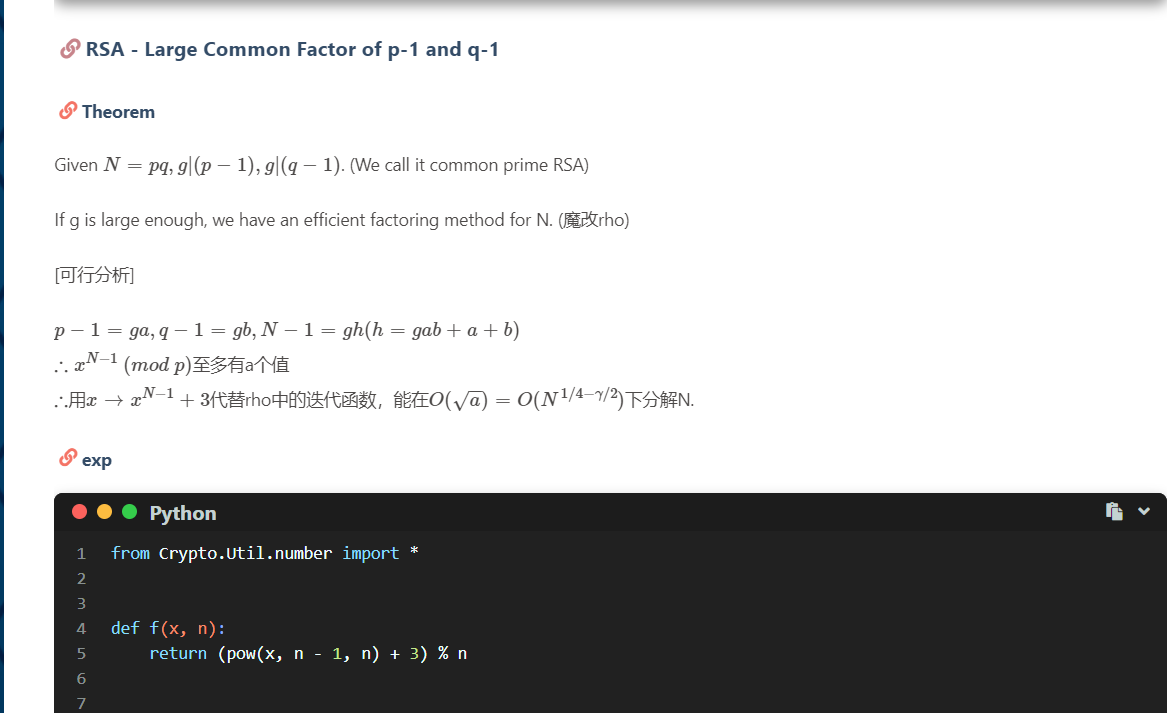 RSA - Large Common Factor of p-1 and q-1
Theorem
Given N = pq, g|(p − 1), g|(q − 1). (We call it common prime RSA)
If g is large enough, we have an efficient factoring method for N. (魔改rho)
[可行分析]
p − 1 = ga, q − 1 = gb, N − 1 = gh(h = gab + a + b)
∴ x^{N−1} (mod p)至多有a个值
∴用x → x^{N−1} + 3代替rho中的迭代函数，能在O(√a) = O(N^{1/4−γ/2})下分解N.
exp
Python
1 from Crypto.Util.number import *
2
3
4 def f(x, n):
5     return (pow(x, n - 1, n) + 3) % n
6
7